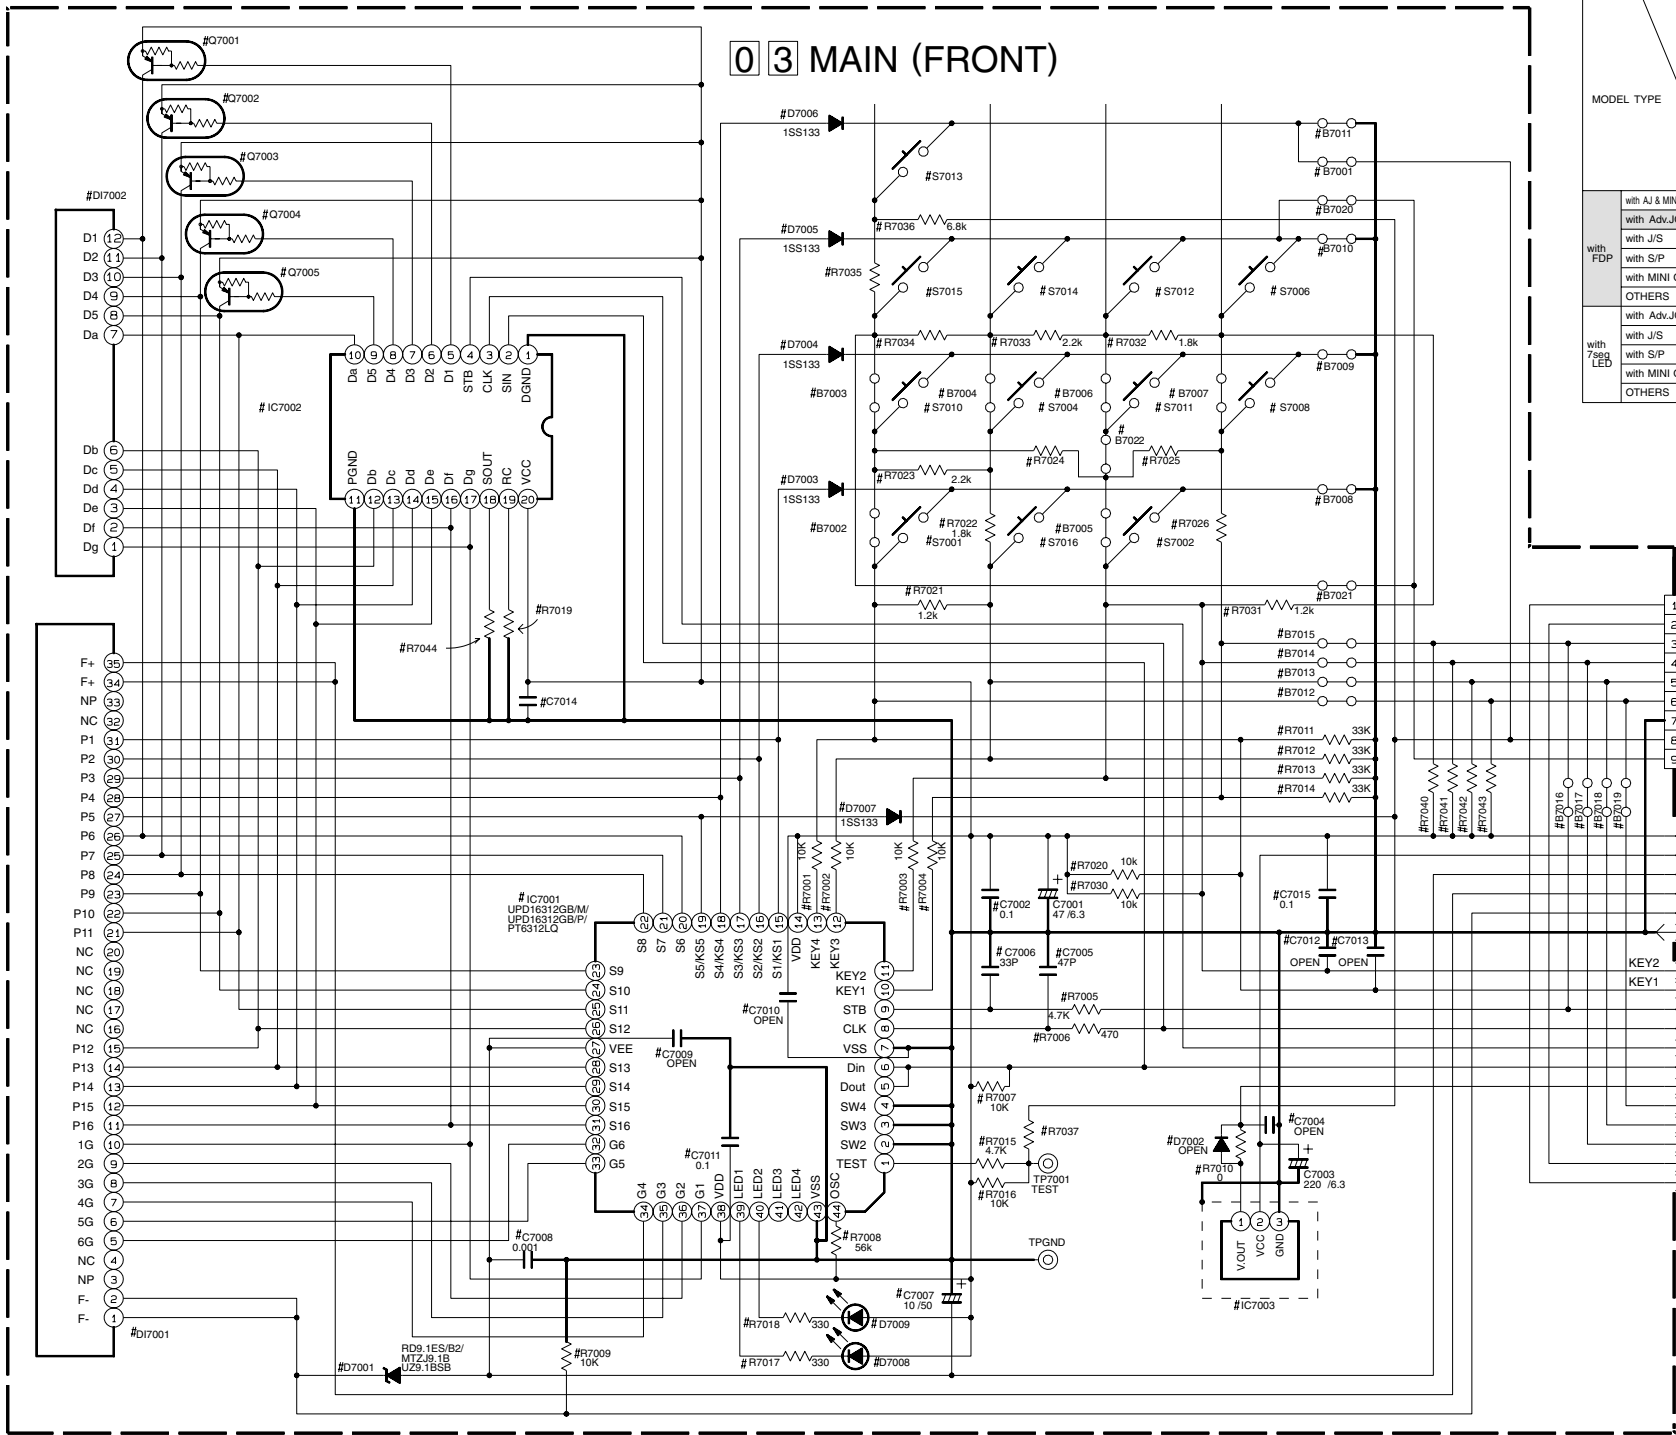 0 3 MAIN (FRONT)
MODEL TYPE
with FDP
with AJ & MIN
with Adv.J
with J/S
with S/P
with MINI
OTHERS
with 7seg LED
with Adv.J
with J/S
with S/P
with MINI
OTHERS
#Q7001
#Q7002
#Q7003
#Q7004
#Q7005
#DI7002
D1 12
D2 11
D3 10
D4 9
D5 8
Da 7
Db 6
Dc 5
Dd 4
De 3
Df 2
Dg 1
# IC7002
10 9 8 7 6 5 4 3 2 1
Da D5 D4 D3 D2 D1 STB CLK SIN DGND
PGND Db Dc Dd De Df Dg SOUT RC VCC
11 12 13 14 15 16 17 18 19 20
#R7044
#R7019
#C7014
#D7006
1SS133
#S7013
#B7011
#B7001
#B7020
#R7036 6.8k
#D7005
1SS133
#B7010
#R7035
#S7015
# S7014
# S7012
# S7006
#R7034
#R7033 2.2k
#R7032 1.8k
#D7004
1SS133
#B7009
#B7003
#B7004
# S7010
#B7006
# S7004
#B7007
# S7011
# S7008
# B7022
#R7024
#R7025
#R7023 2.2k
#D7003
1SS133
#B7008
#B7002
#R7022
1.8k
#S7001
#B7005
#S7016
#R7026
#S7002
#B7021
#R7021
1.2k
#R7031 1.2k
#B7015
#B7014
#B7013
#B7012
#R7011 33K
#R7012 33K
#R7013 33K
#R7014 33K
#R7040
#R7041
#R7042
#R7043
#B7016
#B7017
#B7018
#B7019
1
2
3
4
5
6
7
8
9
F+ 35
F+ 34
NP 33
NC 32
P1 31
P2 30
P3 29
P4 28
P5 27
P6 26
P7 25
P8 24
P9 23
P10 22
P11 21
NC 20
NC 19
NC 18
NC 17
NC 16
P12 15
P13 14
P14 13
P15 12
P16 11
1G 10
2G 9
3G 8
4G 7
5G 6
6G 5
NC 4
NP 3
F- 2
F- 1
#DI7001
#D7007
1SS133
#R7001 10K
#R7002 10K
#R7003 10K
#R7004 10K
# IC7001
UPD16312GB/M/
UPD16312GB/P/
PT6312LQ
22 21 20 19 18 17 16 15 14 13 12
S8 S7 S6 S5/KS5 S4/KS4 S3/KS3 S2/KS2 S1/KS1 VDD KEY4 KEY3
23 S9
24 S10
25 S11
26 S12
27 VEE
28 S13
29 S14
30 S15
31 S16
32 G6
33 G5
KEY2 11
KEY1 10
STB 9
CLK 8
VSS 7
Din 6
Dout 5
SW4 4
SW3 3
SW2 2
TEST 1
G4 G3 G2 G1 VDD LED1 LED2 LED3 LED4 VSS OSC
34 35 36 37 38 39 40 41 42 43 44
#C7010
OPEN
#C7009
OPEN
#C7011
0.1
#C7002
0.1
+
C7001
47 /6.3
#R7020 10k
#R7030 10k
#C7015
0.1
# C7006
33P
#C7005
47P
#C7012
OPEN
#C7013
OPEN
KEY2
KEY1
#R7005
4.7K
#R7006 470
#R7007
10K
#R7037
#R7015
4.7K
#R7016
10K
TP7001
TEST
TPGND
#D7002
OPEN
#R7010
0
#C7004
OPEN
+
C7003
220 /6.3
1 2 3
V.OUT VCC GND
#IC7003
#C7008
0.001
# R7008
56k
#C7007
10 /50
+
#R7018 330
# D7009
# R7017 330
#D7008
#R7009
10K
#D7001
RD9.1ES/B2/
MTZJ9.1B
UZ9.1BSB